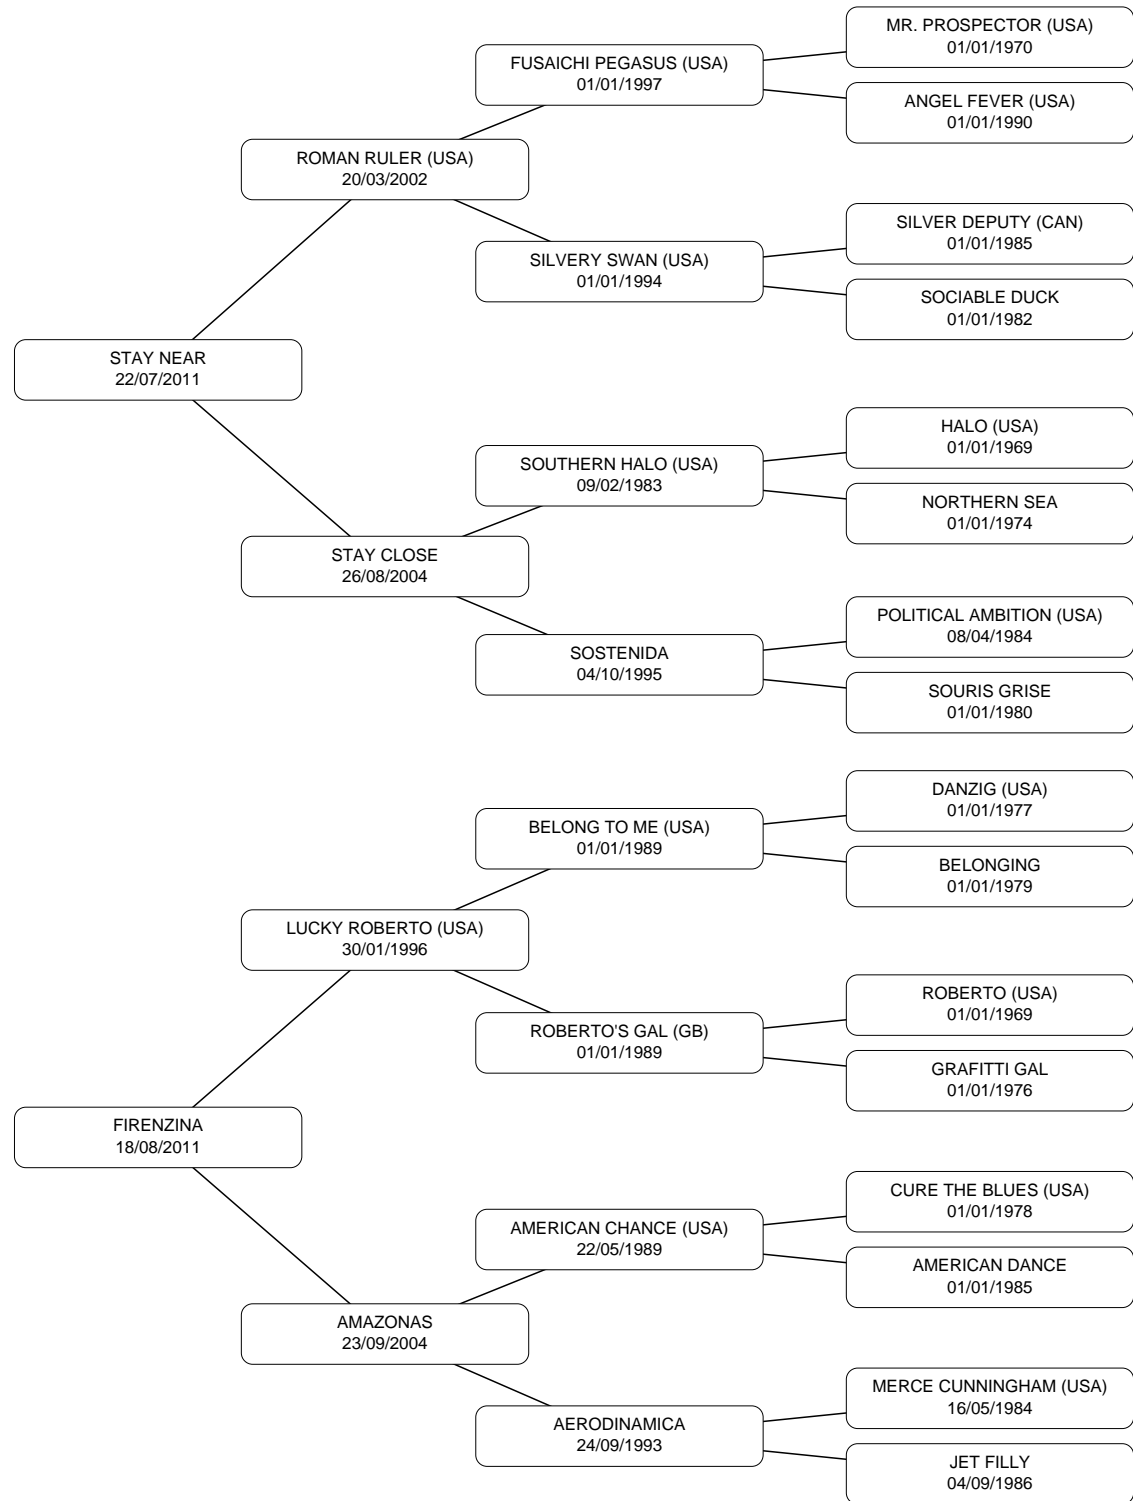 MR. PROSPECTOR (USA)
01/01/1970
FUSAICHI PEGASUS (USA)
01/01/1997
ANGEL FEVER (USA)
01/01/1990
ROMAN RULER (USA)
20/03/2002
SILVER DEPUTY (CAN)
01/01/1985
SILVERY SWAN (USA)
01/01/1994
SOCIABLE DUCK
01/01/1982
STAY NEAR
22/07/2011
HALO (USA)
01/01/1969
SOUTHERN HALO (USA)
09/02/1983
NORTHERN SEA
01/01/1974
STAY CLOSE
26/08/2004
POLITICAL AMBITION (USA)
08/04/1984
SOSTENIDA
04/10/1995
SOURIS GRISE
01/01/1980
DANZIG (USA)
01/01/1977
BELONG TO ME (USA)
01/01/1989
BELONGING
01/01/1979
LUCKY ROBERTO (USA)
30/01/1996
ROBERTO (USA)
01/01/1969
ROBERTO'S GAL (GB)
01/01/1989
GRAFITTI GAL
01/01/1976
FIRENZINA
18/08/2011
CURE THE BLUES (USA)
01/01/1978
AMERICAN CHANCE (USA)
22/05/1989
AMERICAN DANCE
01/01/1985
AMAZONAS
23/09/2004
MERCE CUNNINGHAM (USA)
16/05/1984
AERODINAMICA
24/09/1993
JET FILLY
04/09/1986